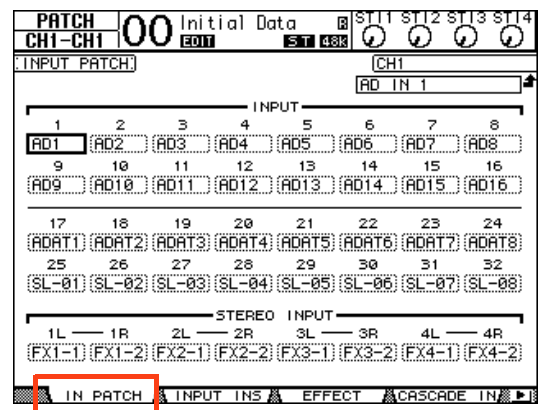 PATCH
CH1-CH1
00 Initial Data
EDIT
ST 48K
ST11 ST12 ST13 ST14
INPUT PATCH
CH1
AD IN 1
INPUT
1 2 3 4 5 6 7 8
AD1 AD2 AD3 AD4 AD5 AD6 AD7 AD8
9 10 11 12 13 14 15 16
AD9 AD10 AD11 AD12 AD13 AD14 AD15 AD16
17 18 19 20 21 22 23 24
ADAT1 ADAT2 ADAT3 ADAT4 ADAT5 ADAT6 ADAT7 ADAT8
25 26 27 28 29 30 31 32
SL-01 SL-02 SL-03 SL-04 SL-05 SL-06 SL-07 SL-08
STEREO INPUT
1L 1R 2L 2R 3L 3R 4L 4R
FX1-1 FX1-2 FX2-1 FX2-2 FX3-1 FX3-2 FX4-1 FX4-2
IN PATCH INPUT INS EFFECT CASCADE IN